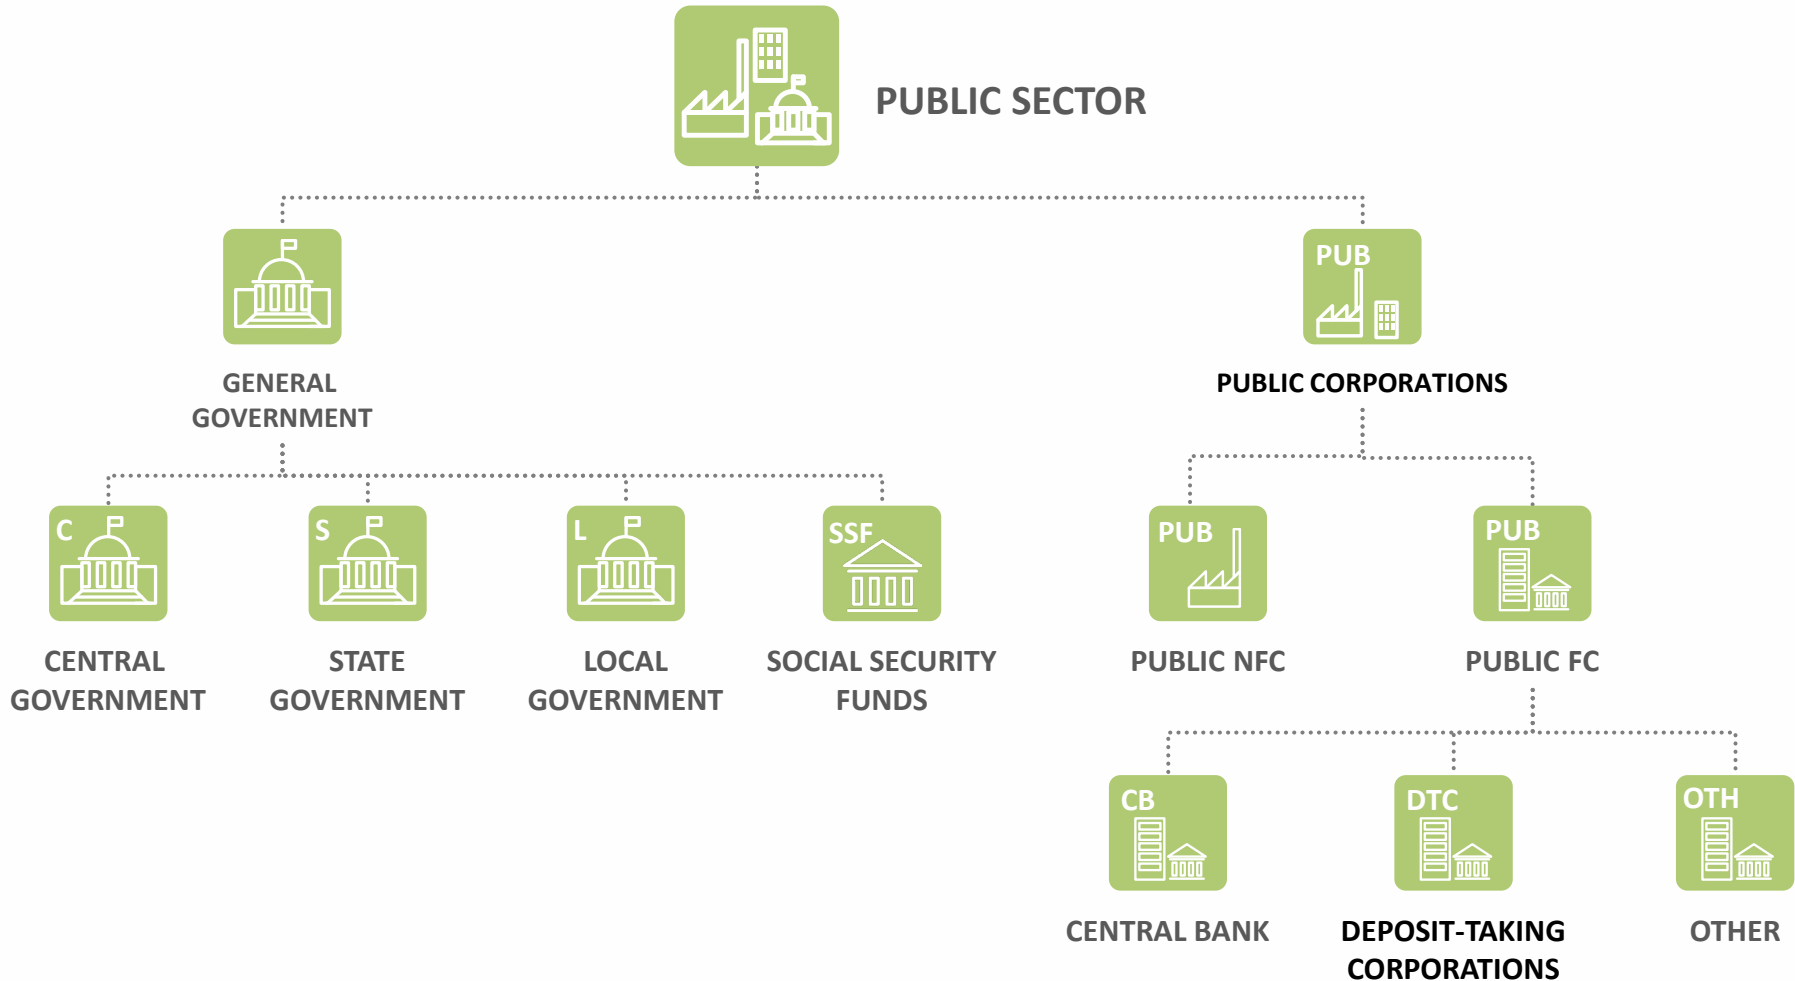 PUBLIC SECTOR
PUB
GENERAL
GOVERNMENT
PUBLIC CORPORATIONS
C
S
L
SSF
PUB
PUB
CENTRAL
GOVERNMENT
STATE
GOVERNMENT
LOCAL
GOVERNMENT
SOCIAL SECURITY
FUNDS
PUBLIC NFC
PUBLIC FC
CB
DTC
OTH
CENTRAL BANK
DEPOSIT-TAKING
CORPORATIONS
OTHER